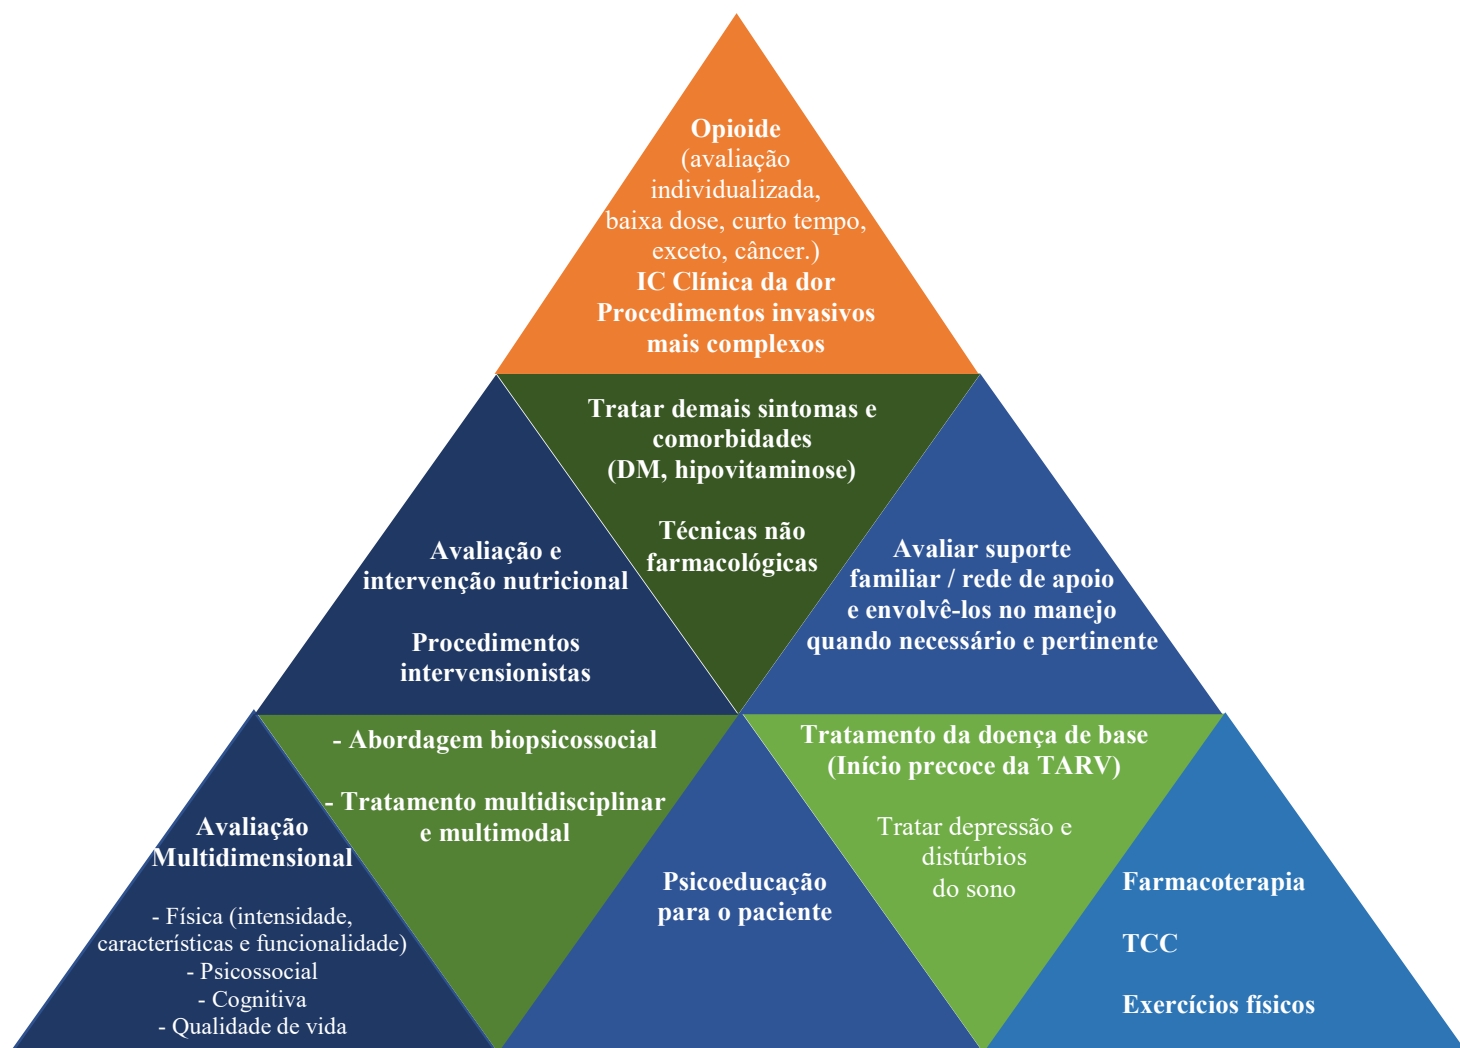 Opioide
(avaliação
individualizada,
baixa dose, curto tempo,
exceto, câncer.)
IC Clínica da dor
Procedimentos invasivos
mais complexos
Tratar demais sintomas e
comorbidades
(DM, hipovitaminose)
Técnicas não
farmacológicas
Avaliação e
intervenção nutricional
Procedimentos
intervensionistas
Avaliar suporte
familiar / rede de apoio
e envolvê-los no manejo
quando necessário e pertinente
Avaliação
Multidimensional
- Física (intensidade,
características e funcionalidade)
- Psicossocial
- Cognitiva
- Qualidade de vida
- Abordagem biopsicossocial
- Tratamento multidisciplinar
e multimodal
Psicoeducação
para o paciente
Tratamento da doença de base
(Início precoce da TARV)
Tratar depressão e
distúrbios
do sono
Farmacoterapia
TCC
Exercícios físicos